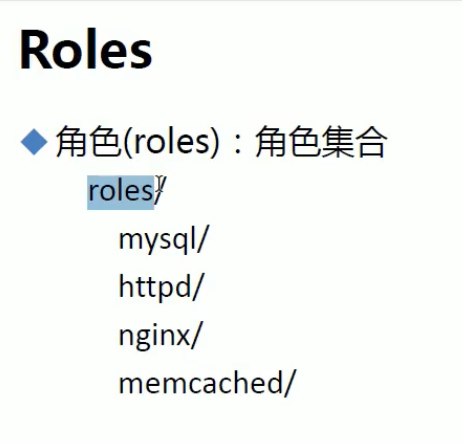 Roles
角色(roles)：角色集合
roles/
mysql/
httpd/
nginx/
memcached/